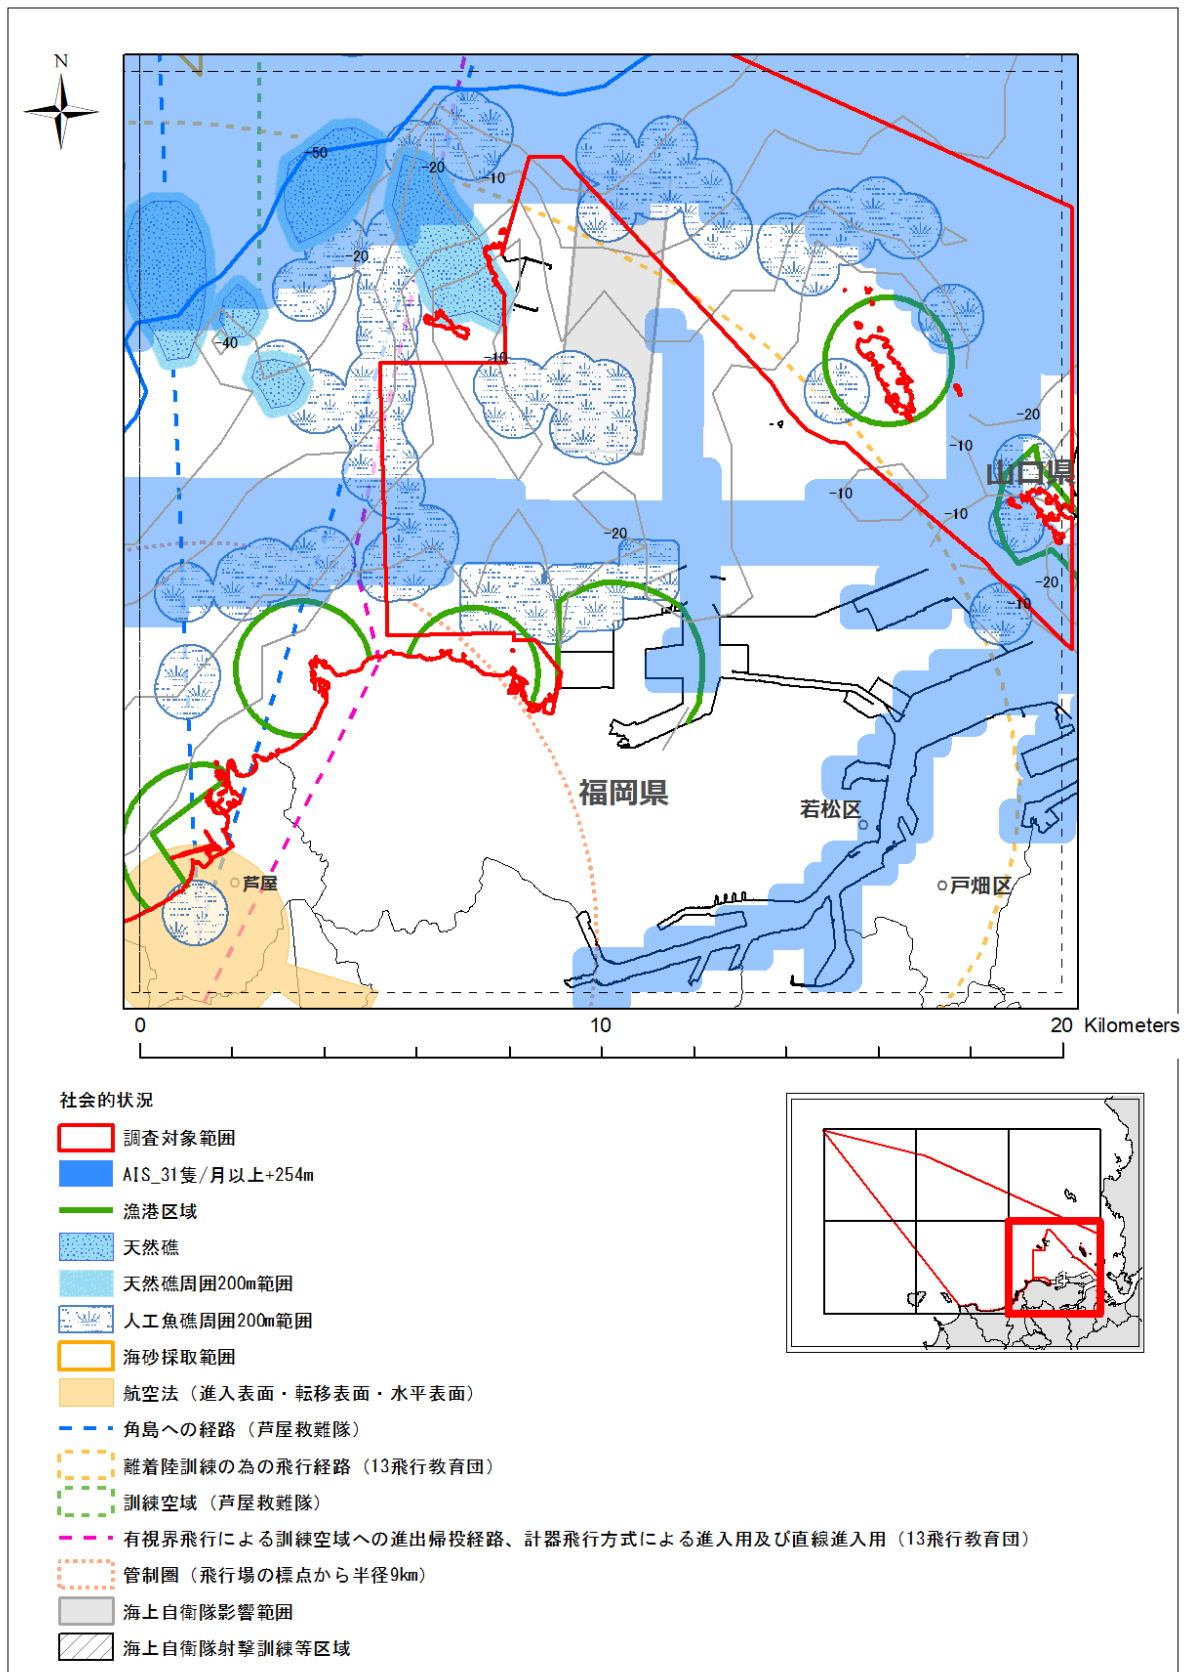 N
-50
-20
-10
-20
-40
-10
-20
-10
山口県
-10
-10
-20
-20
-10
福岡県
若松区
芦屋
戸畑区
0
10
20 Kilometers
社会的状況
調査対象範囲
AIS_31隻/月以上+254m
漁港区域
天然礁
天然礁周囲200m範囲
人工魚礁周囲200m範囲
海砂採取範囲
航空法（進入表面・転移表面・水平表面）
角島への経路（芦屋救難隊）
離着陸訓練の為の飛行経路（13飛行教育団）
訓練空域（芦屋救難隊）
有視界飛行による訓練空域への進出帰投経路、計器飛行方式による進入用及び直線進入用（13飛行教育団）
管制圏（飛行場の標点から半径9km）
海上自衛隊影響範囲
海上自衛隊射撃訓練等区域